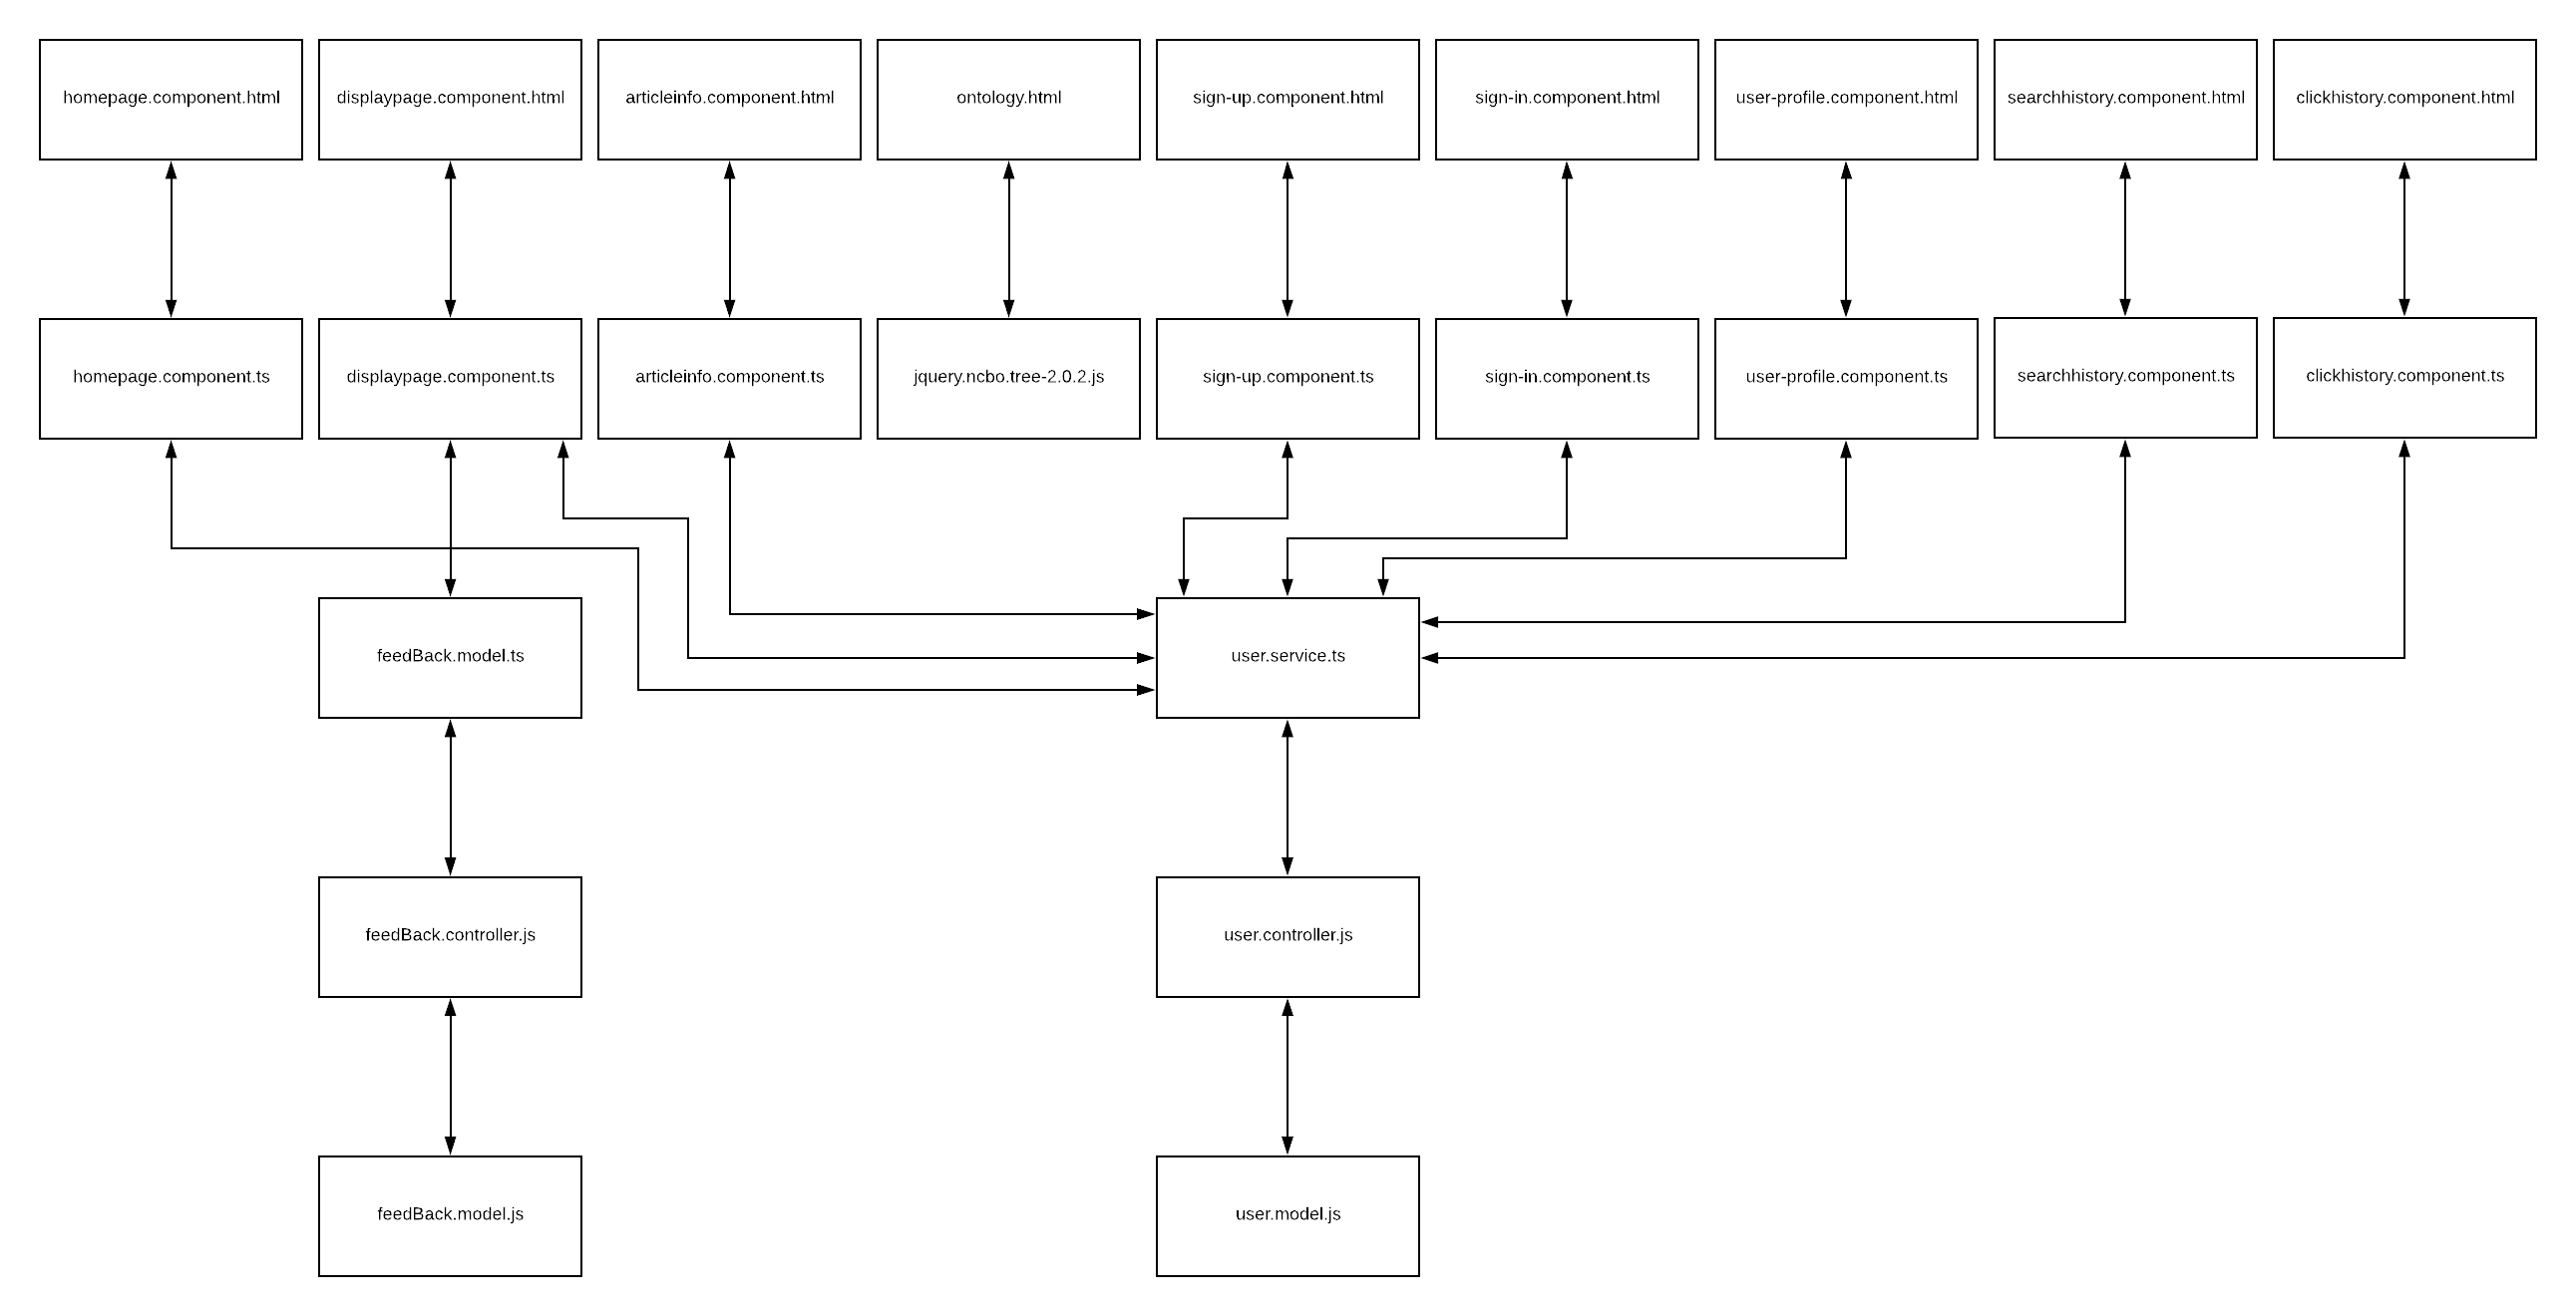 homepage.component.html
displaypage.component.html
articleinfo.component.html
ontology.html
sign-up.component.html
sign-in.component.html
user-profile.component.html
searchhistory.component.html
clickhistory.component.html
homepage.component.ts
displaypage.component.ts
articleinfo.component.ts
jquery.ncbo.tree-2.0.2.js
sign-up.component.ts
sign-in.component.ts
user-profile.component.ts
searchhistory.component.ts
clickhistory.component.ts
feedBack.model.ts
user.service.ts
feedBack.controller.js
user.controller.js
feedBack.model.js
user.model.js